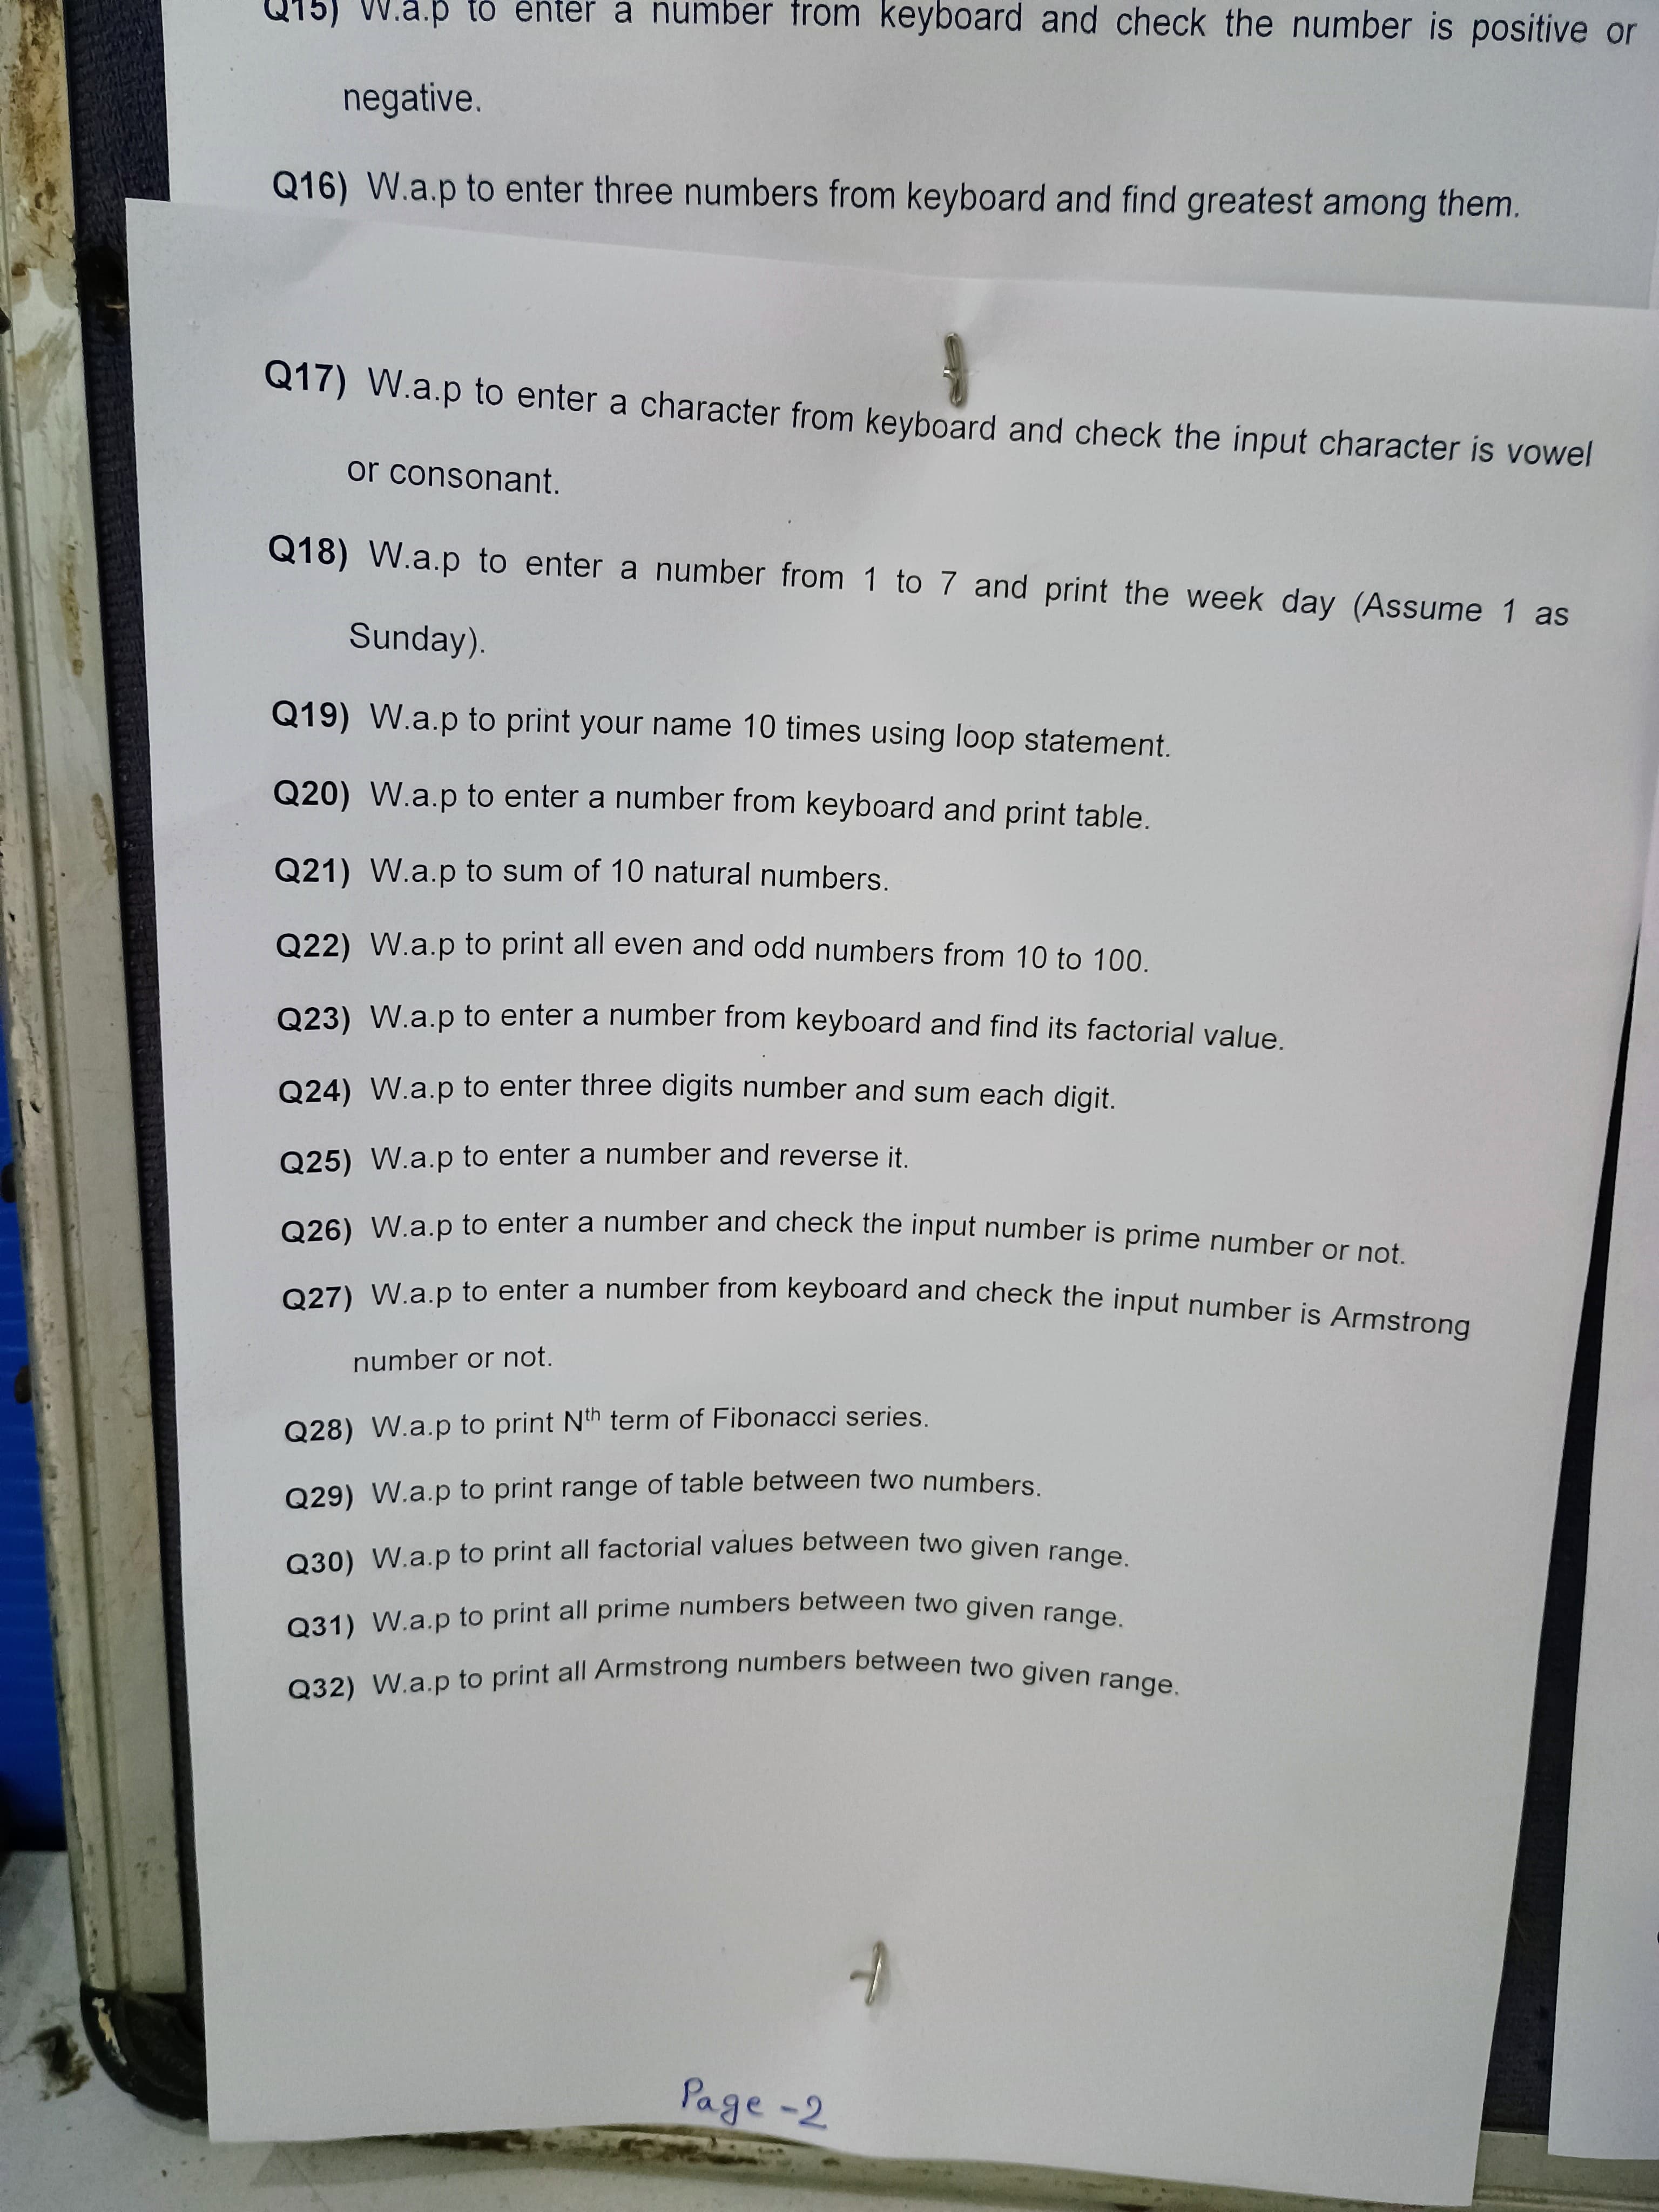 Q15) W.a.p to enter a number from keyboard and check the number is positive or
negative.
Q16) W.a.p to enter three numbers from keyboard and find greatest among them.
Q17) W.a.p to enter a character from keyboard and check the input character is vowel
or consonant.
Q18) W.a.p to enter a number from 1 to 7 and print the week day (Assume 1 as
Sunday).
Q19) W.a.p to print your name 10 times using loop statement.
Q20) W.a.p to enter a number from keyboard and print table.
Q21) W.a.p to sum of 10 natural numbers.
Q22) W.a.p to print all even and odd numbers from 10 to 100.
Q23) W.a.p to enter a number from keyboard and find its factorial value.
Q24) W.a.p to enter three digits number and sum each digit.
Q25) W.a.p to enter a number and reverse it.
Q26) W.a.p to enter a number and check the input number is prime number or not.
Q27) W.a.p to enter a number from keyboard and check the input number is Armstrong
number or not.
Q28) W.a.p to print Nth term of Fibonacci series.
Q29) W.a.p to print range of table between two numbers.
Q30) W.a.p to print all factorial values between two given range.
Q31) W.a.p to print all prime numbers between two given range.
Q32) W.a.p to print all Armstrong numbers between two given range.
Page -2